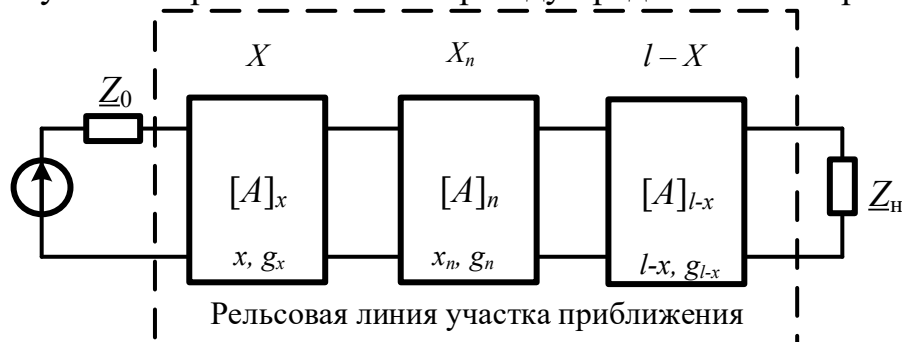 X Xₙ l – X
Z₀
[A]ₓ [A]ₙ [A]ₗ₋ₓ
Zн
x, gₓ xₙ, gₙ l-x, gₗ₋ₓ
Рельсовая линия участка приближения